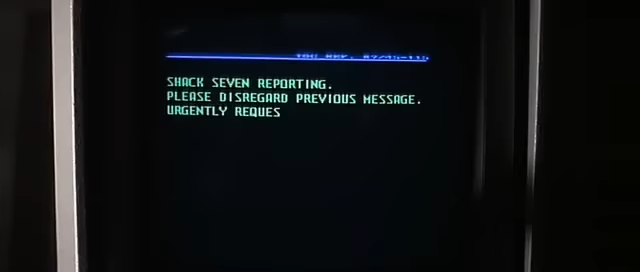 SHACK SEVEN REPORTING.
PLEASE DISREGARD PREVIOUS MESSAGE.
URGENTLY REQUES